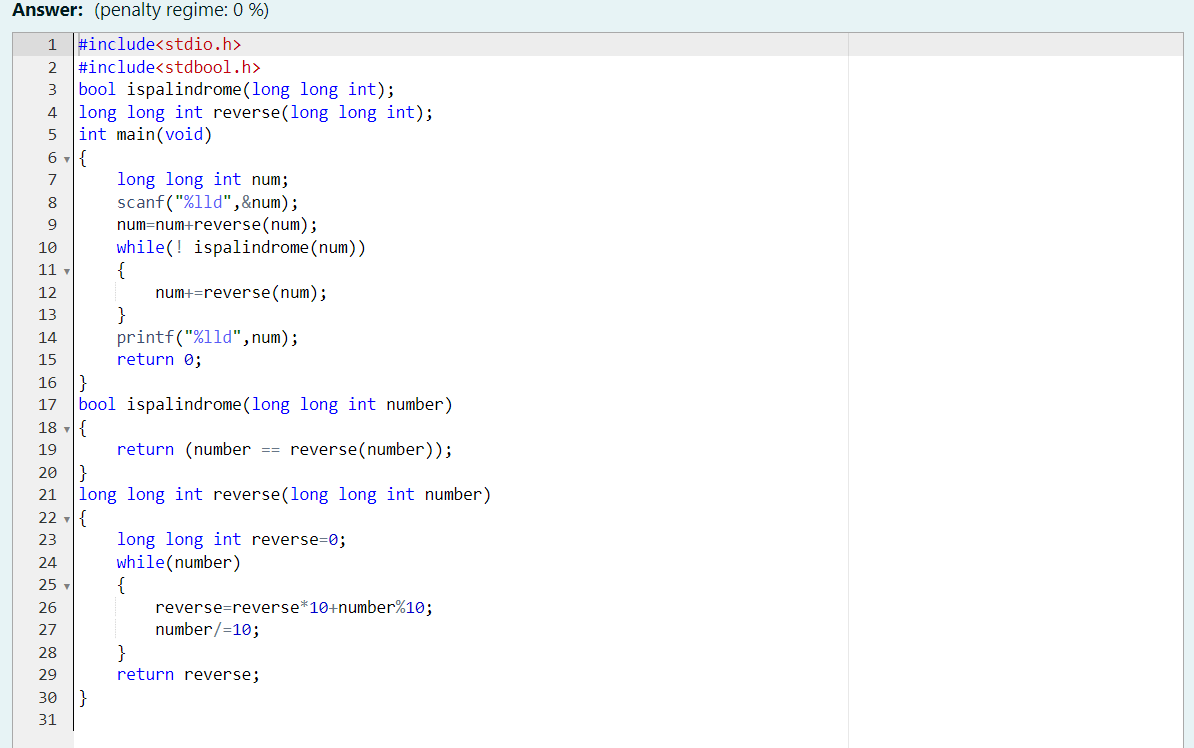 Answer: (penalty regime: 0 %)
1 #include<stdio.h>
2 #include<stdbool.h>
3 bool ispalindrome(long long int);
4 long long int reverse(long long int);
5 int main(void)
6 {
7     long long int num;
8     scanf("%lld",&num);
9     num=num+reverse(num);
10     while(! ispalindrome(num))
11     {
12         num+=reverse(num);
13     }
14     printf("%lld",num);
15     return 0;
16 }
17 bool ispalindrome(long long int number)
18 {
19     return (number == reverse(number));
20 }
21 long long int reverse(long long int number)
22 {
23     long long int reverse=0;
24     while(number)
25     {
26         reverse=reverse*10+number%10;
27         number/=10;
28     }
29     return reverse;
30 }
31